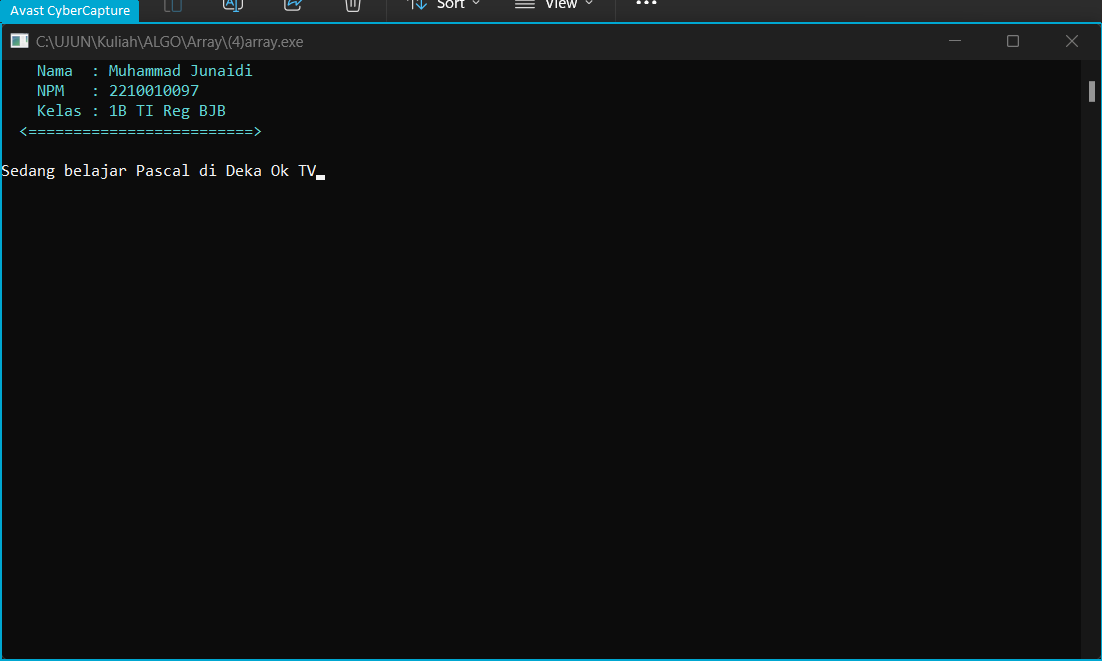 Avast CyberCapture
Sort
View
C:\UJUN\Kuliah\ALGO\Array\(4)array.exe
Nama : Muhammad Junaidi
NPM : 2210010097
Kelas : 1B TI Reg BJB
<=========================>
Sedang belajar Pascal di Deka Ok TV